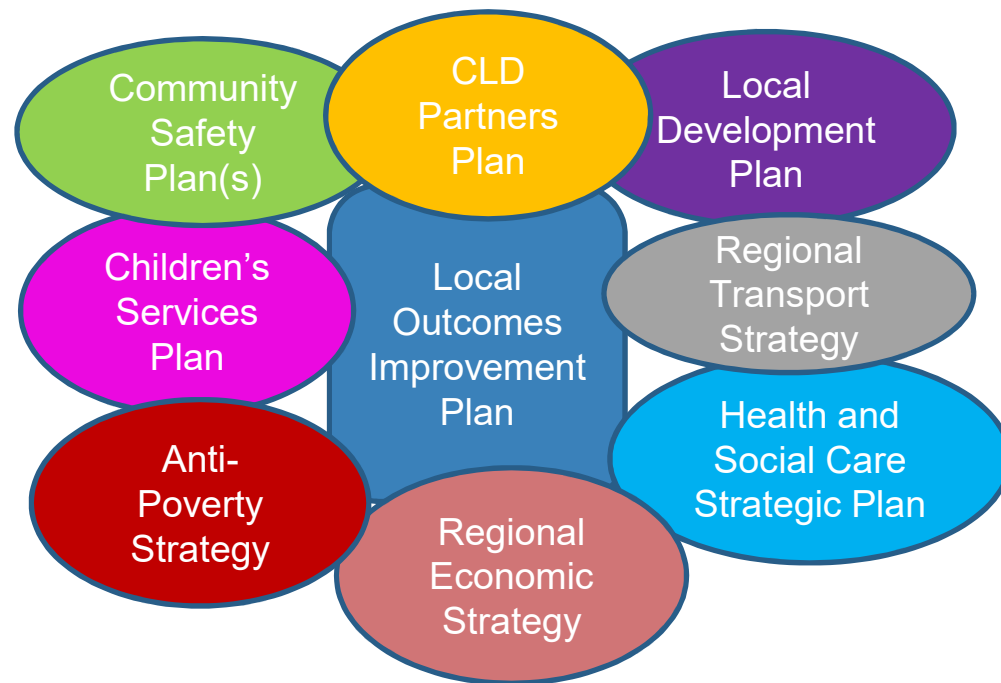 Community
Safety
Plan(s)
CLD
Partners
Plan
Local
Development
Plan
Children’s
Services
Plan
Local
Outcomes
Improvement
Plan
Regional
Transport
Strategy
Anti-
Poverty
Strategy
Regional
Economic
Strategy
Health and
Social Care
Strategic Plan